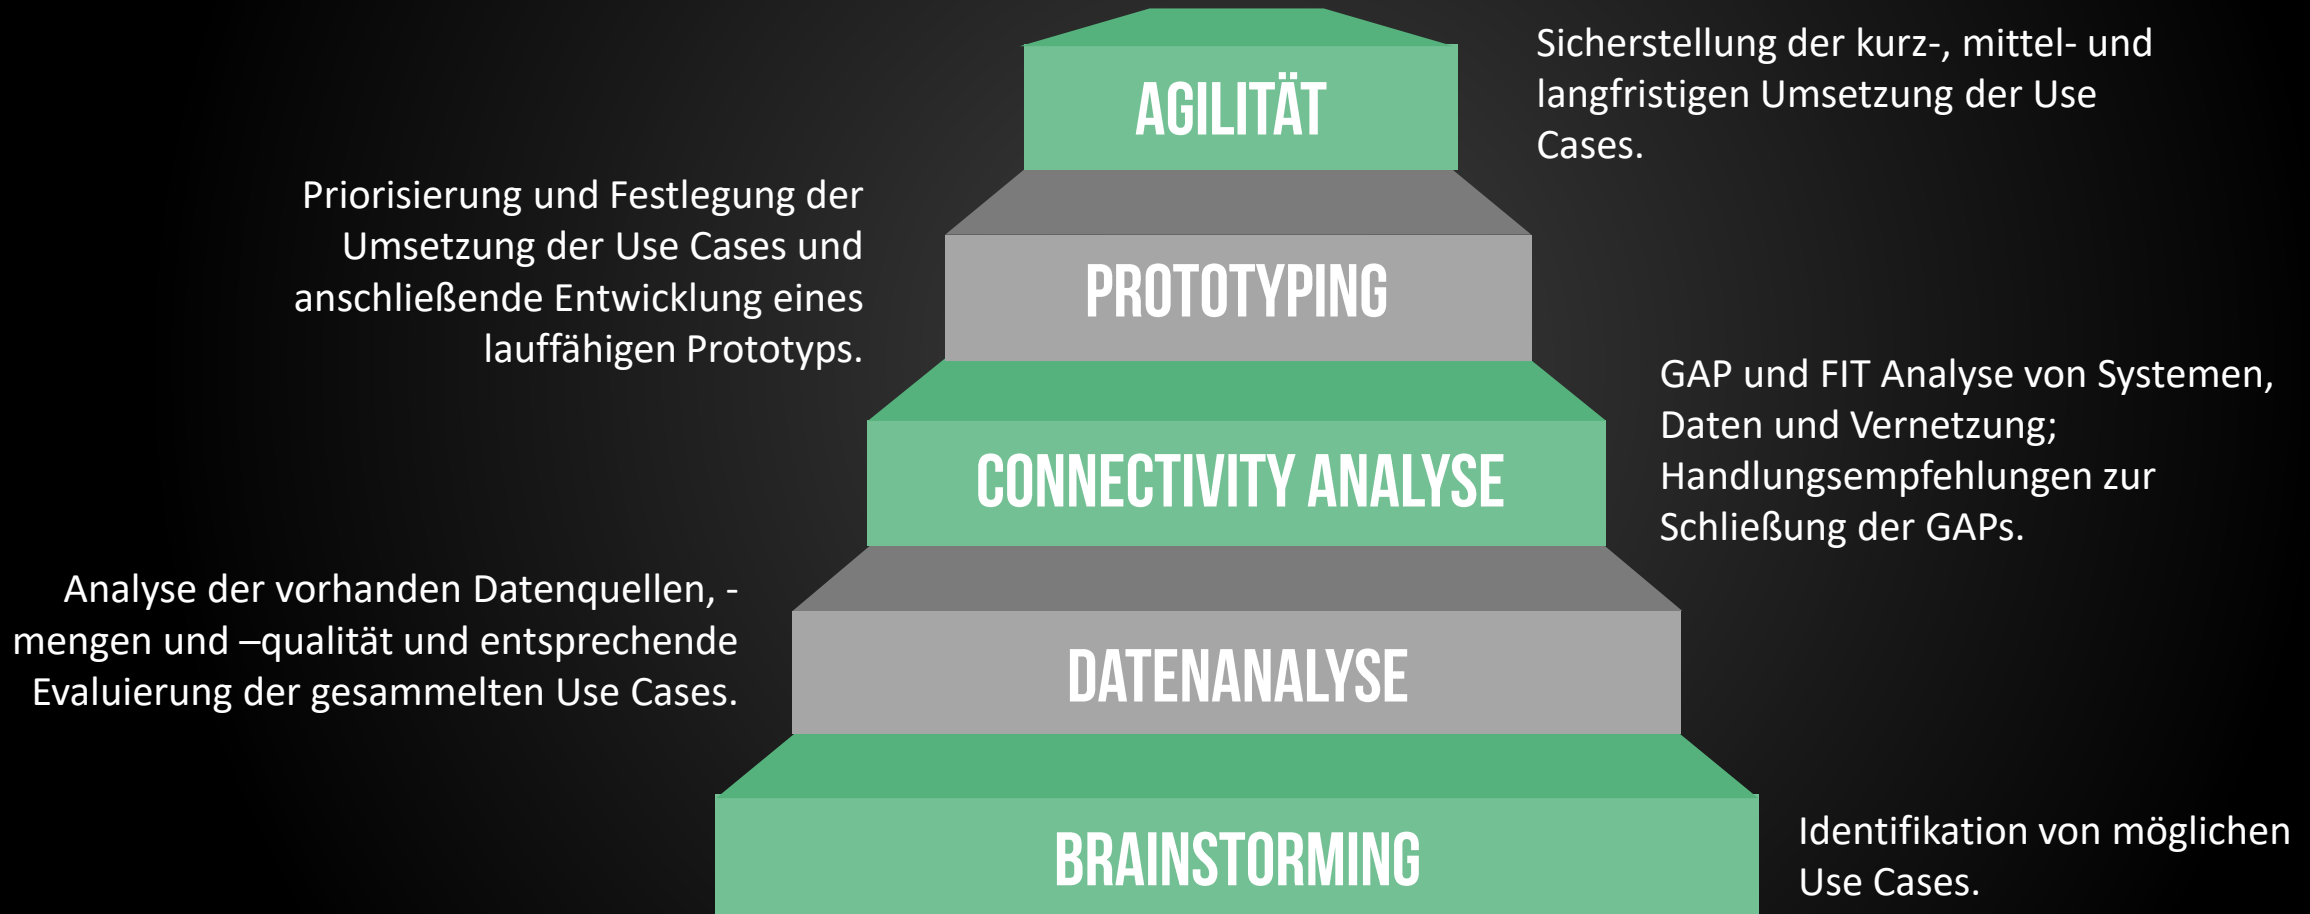 AGILITÄT
Sicherstellung der kurz-, mittel- und
langfristigen Umsetzung der Use
Cases.
Priorisierung und Festlegung der
Umsetzung der Use Cases und
anschließende Entwicklung eines
lauffähigen Prototyps.
PROTOTYPING
CONNECTIVITY ANALYSE
GAP und FIT Analyse von Systemen,
Daten und Vernetzung;
Handlungsempfehlungen zur
Schließung der GAPs.
Analyse der vorhanden Datenquellen, -
mengen und –qualität und entsprechende
Evaluierung der gesammelten Use Cases.
DATENANALYSE
BRAINSTORMING
Identifikation von möglichen
Use Cases.